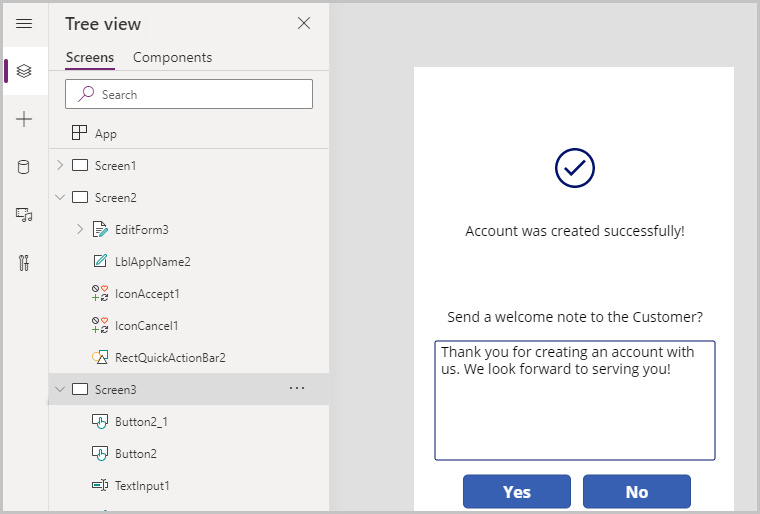 Tree view
Screens Components
Search
App
Screen1
Screen2
EditForm3
LblAppName2
IconAccept1
IconCancel1
RectQuickActionBar2
Screen3
Button2_1
Button2
TextInput1
Account was created successfully!
Send a welcome note to the Customer?
Thank you for creating an account with
us. We look forward to serving you!
Yes No